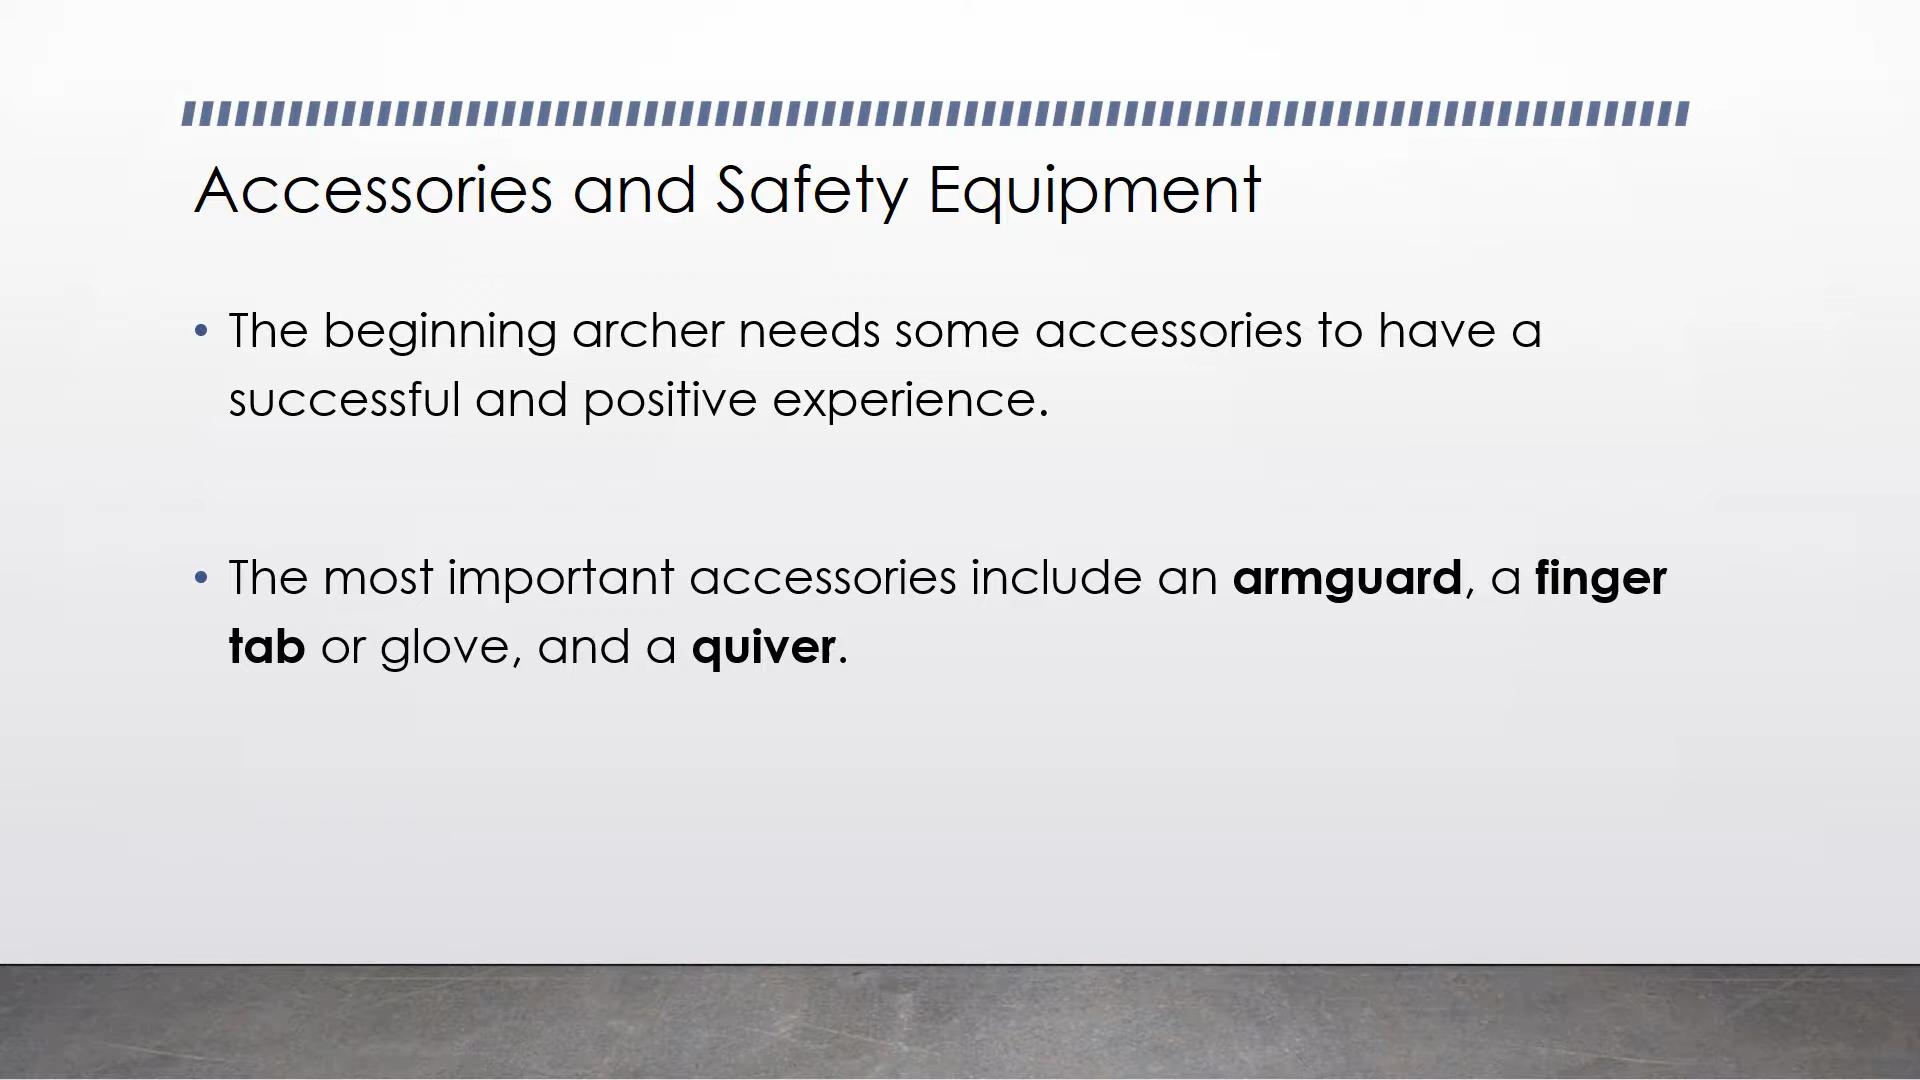 Accessories and Safety Equipment
• The beginning archer needs some accessories to have a
successful and positive experience.
• The most important accessories include an armguard, a finger
tab or glove, and a quiver.